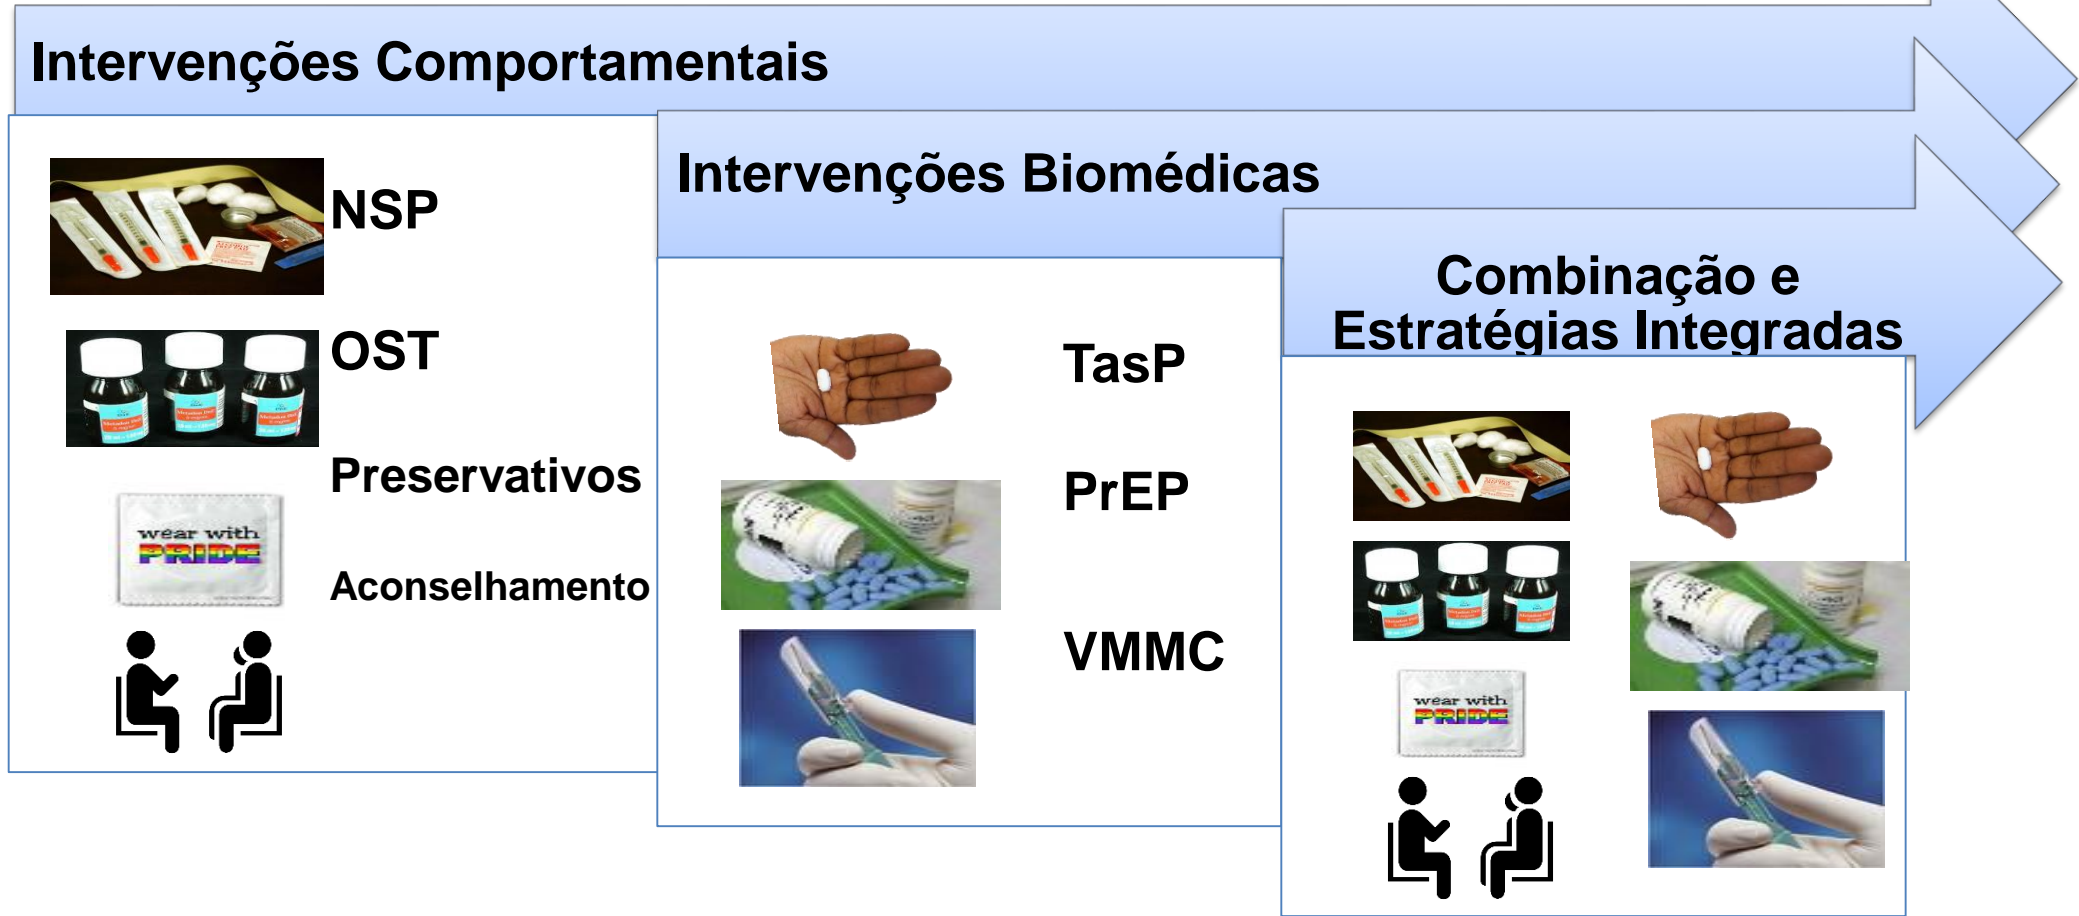 Intervenções Comportamentais
NSP
OST
Preservativos
wear with
PRIDE
Aconselhamento
Intervenções Biomédicas
TasP
PrEP
VMMC
Combinação e
Estratégias Integradas
wear with
PRIDE